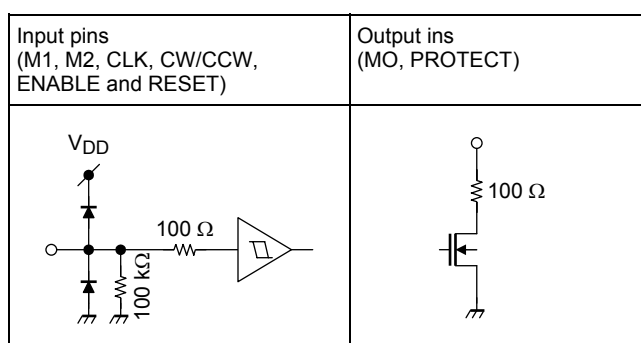 Input pins
(M1, M2, CLK, CW/CCW,
ENABLE and RESET)
Output ins
(MO, PROTECT)
VDD
100 Ω
100 kΩ
100 Ω